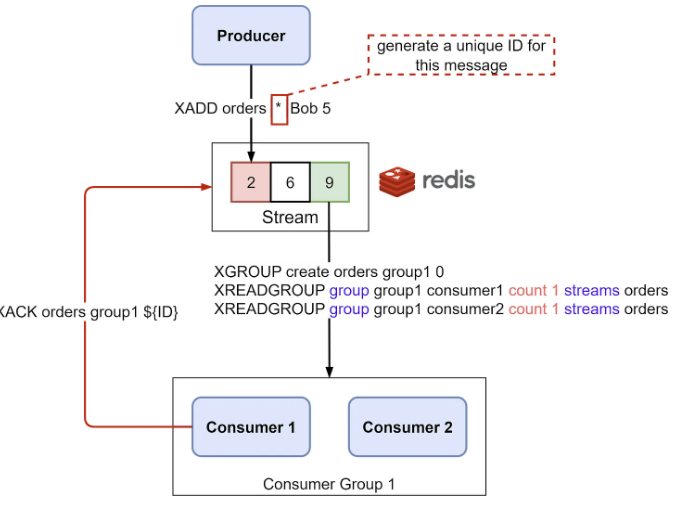 Producer
generate a unique ID for
this message
XADD orders * Bob 5
2 6 9
Stream
redis
XGROUP create orders group1 0
XREADGROUP group group1 consumer1 count 1 streams orders
XREADGROUP group group1 consumer2 count 1 streams orders
XACK orders group1 ${ID}
Consumer 1
Consumer 2
Consumer Group 1